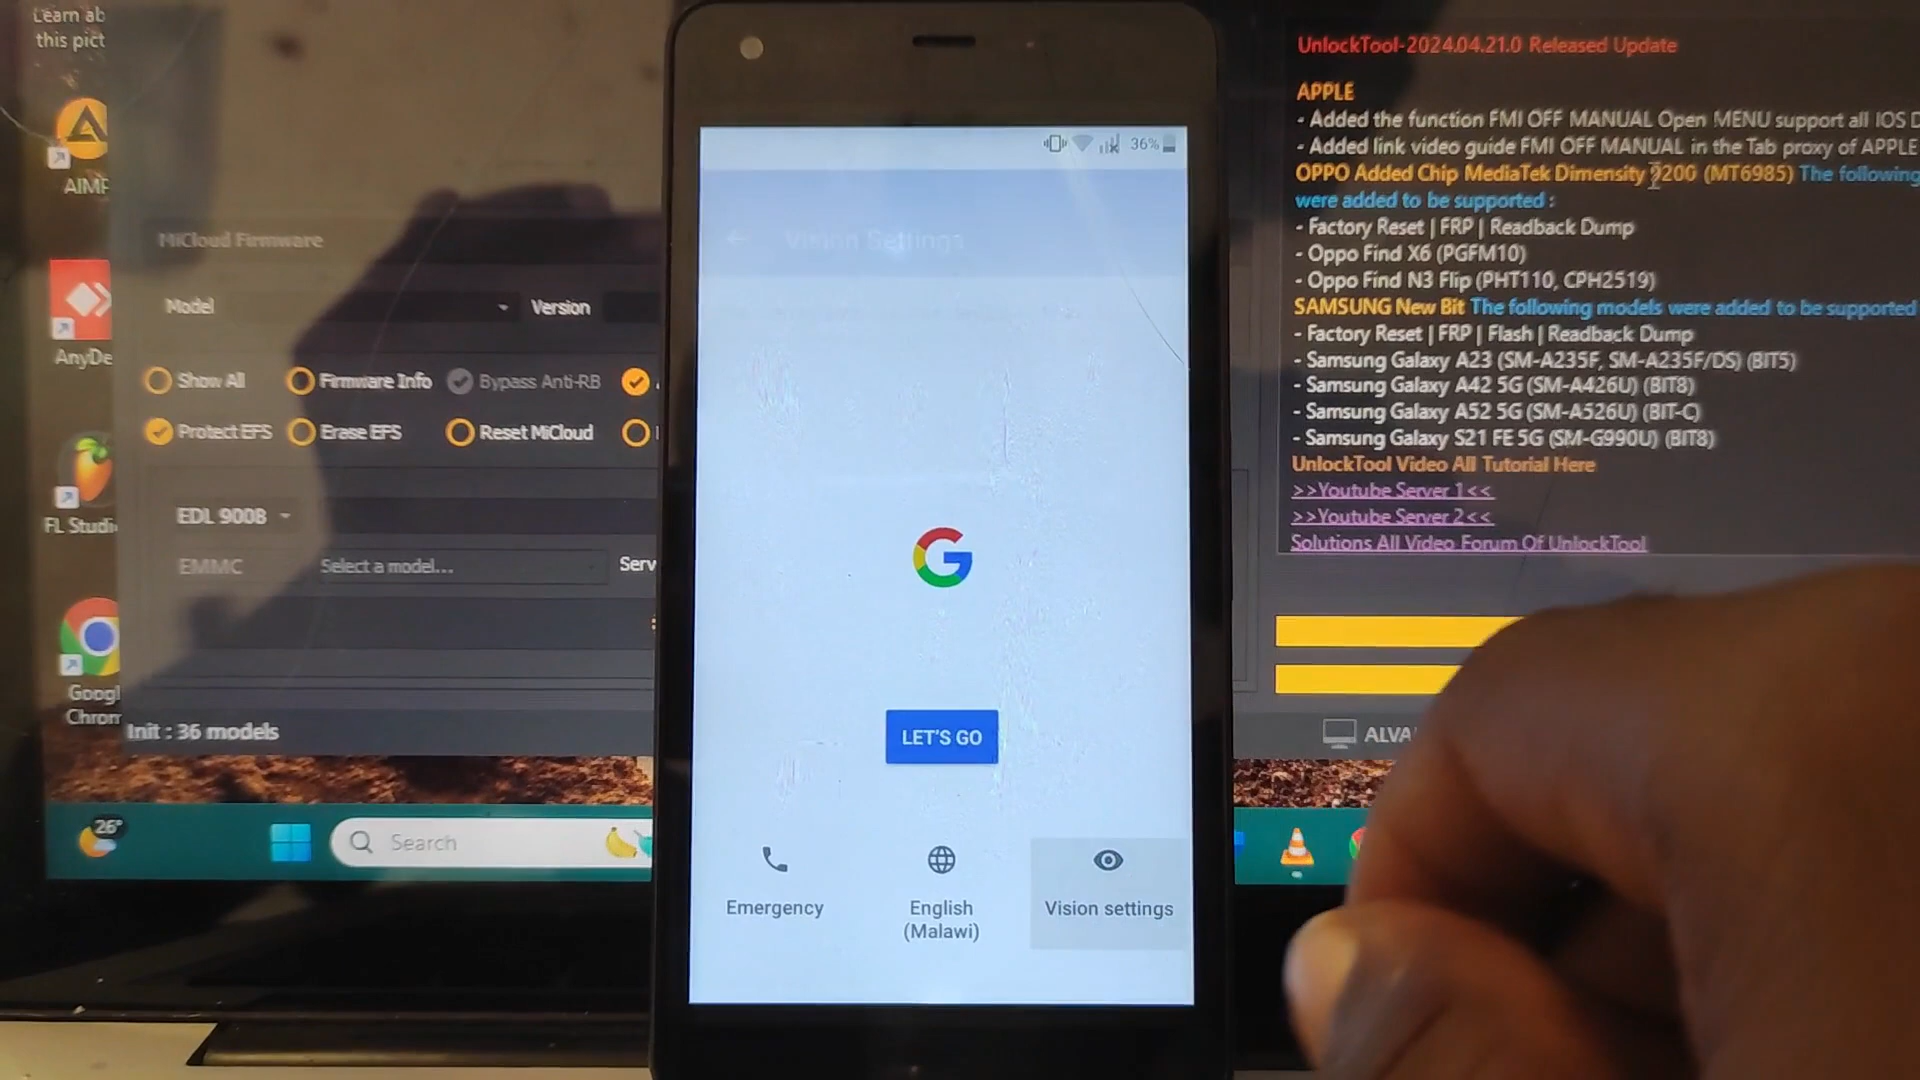 Learn ab
this pict
AIMP
AnyDe
FL Studi
Googl
Chrom
MiCloud Firmware
Model
Version
Show All
Firmware Info
Bypass Anti-RB
Protect EFS
Erase EFS
Reset MiCloud
EDL 9008
EMMC
Select a model...
Serv
Init : 36 models
26°
Search
36%
Vision Settings
LET'S GO
Emergency
English
(Malawi)
Vision settings
UnlockTool-2024.04.21.0 Released Update
APPLE
- Added the function FMI OFF MANUAL Open MENU support all IOS D
- Added link video guide FMI OFF MANUAL in the Tab proxy of APPLE
OPPO Added Chip MediaTek Dimensity 9200 (MT6985) The following
were added to be supported :
- Factory Reset | FRP | Readback Dump
- Oppo Find X6 (PGFM10)
- Oppo Find N3 Flip (PHT110, CPH2519)
SAMSUNG New Bit The following models were added to be supported
- Factory Reset | FRP | Flash | Readback Dump
- Samsung Galaxy A23 (SM-A235F, SM-A235F/DS) (BIT5)
- Samsung Galaxy A42 5G (SM-A426U) (BIT8)
- Samsung Galaxy A52 5G (SM-A526U) (BIT-C)
- Samsung Galaxy S21 FE 5G (SM-G990U) (BIT8)
UnlockTool Video All Tutorial Here
>>Youtube Server 1<<
>>Youtube Server 2<<
Solutions All Video Forum Of UnlockTool
ALVA